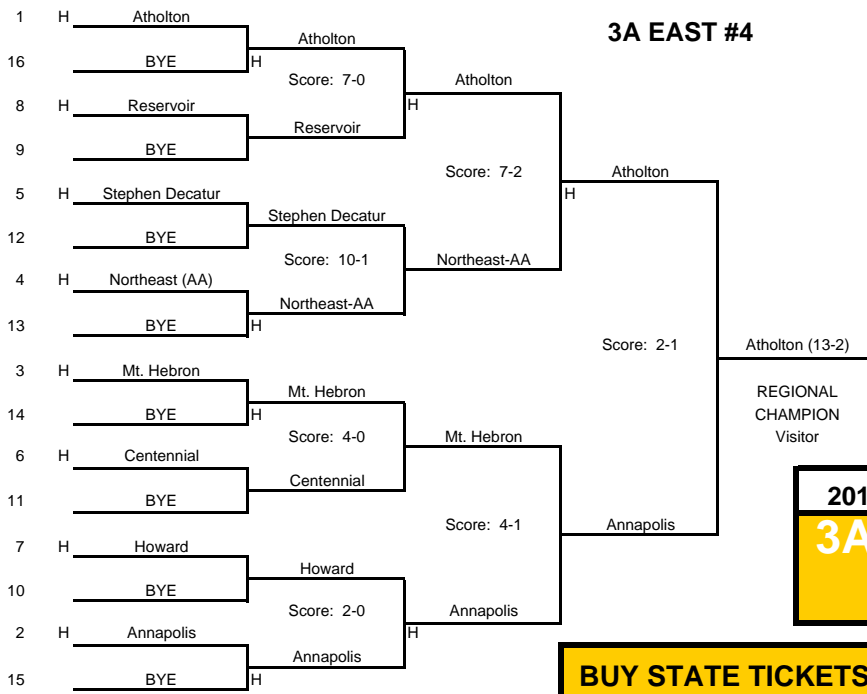 3A EAST #4
1 H Atholton
16 BYE
Atholton
H
Score: 7-0
8 H Reservoir
9 BYE
Reservoir
Atholton
H
Score: 7-2
5 H Stephen Decatur
12 BYE
Stephen Decatur
Score: 10-1
4 H Northeast (AA)
13 BYE
Northeast-AA
H
Northeast-AA
Atholton
H
Score: 2-1
3 H Mt. Hebron
14 BYE
Mt. Hebron
H
Score: 4-0
6 H Centennial
11 BYE
Centennial
Mt. Hebron
Score: 4-1
7 H Howard
10 BYE
Howard
Score: 2-0
2 H Annapolis
15 BYE
Annapolis
H
Annapolis
H
Annapolis
Atholton (13-2)
REGIONAL
CHAMPION
Visitor
201
3A
BUY STATE TICKETS